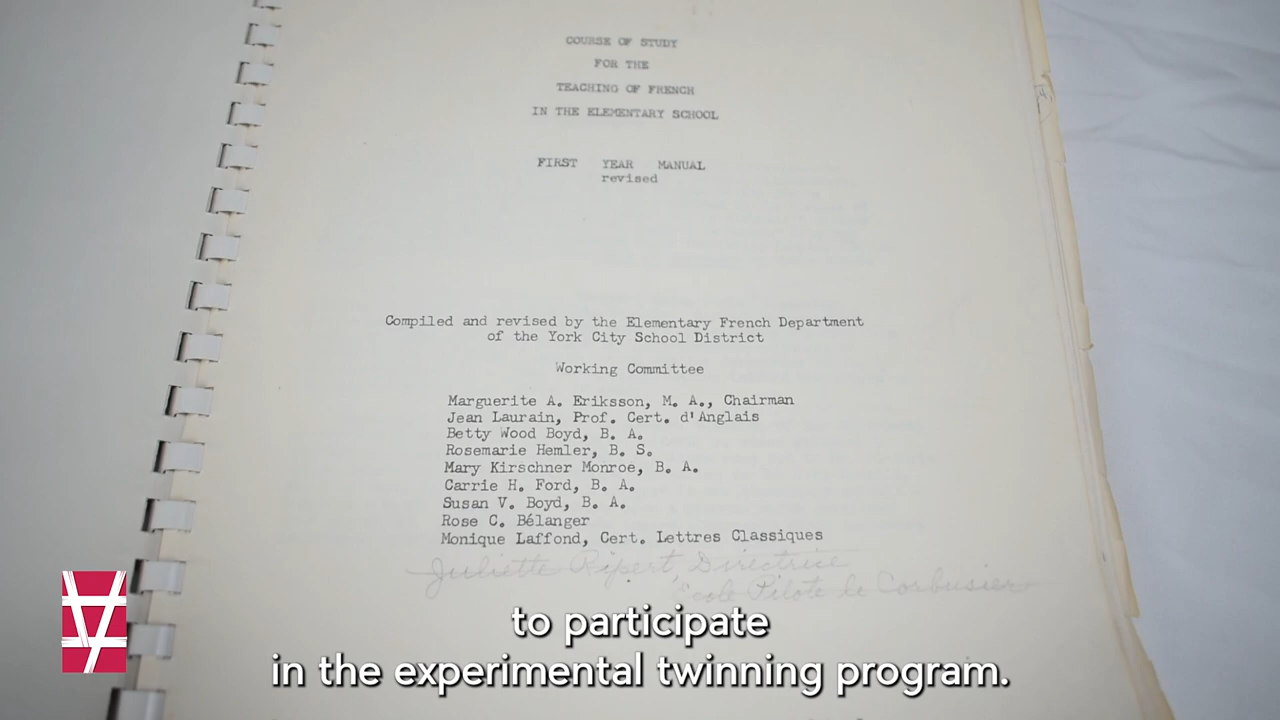 COURSE OF STUDY
FOR THE
TEACHING OF FRENCH
IN THE ELEMENTARY SCHOOL
FIRST YEAR MANUAL
revised
Compiled and revised by the Elementary French Department
of the York City School District
Working Committee
Marguerite A. Eriksson, M. A., Chairman
Jean Laurain, Prof. Cert. d'Anglais
Betty Wood Boyd, B. A.
Rosemarie Hemler, B. S.
Mary Kirschner Monroe, B. A.
Carrie H. Ford, B. A.
Susan V. Boyd, B. A.
Rose C. Bélanger
Monique Laffond, Cert. Lettres Classiques
Juliette Ripert, Directrice
Ecole Pilote le Corbusier
to participate
in the experimental twinning program.